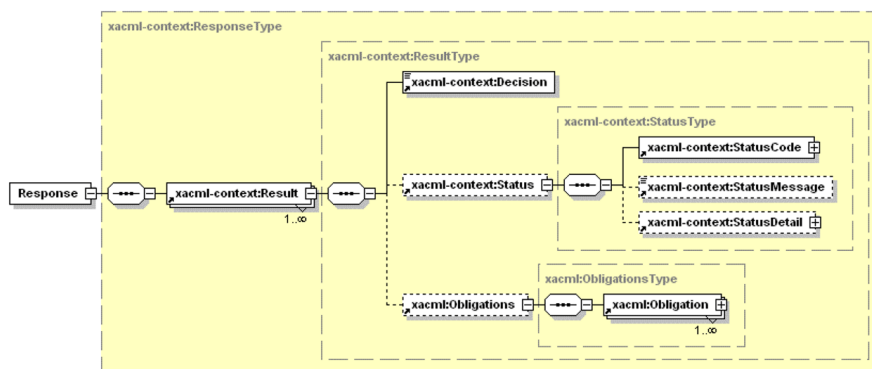 xacml-context:ResponseType
xacml-context:ResultType
xacml-context:Decision
xacml-context:StatusType
xacml-context:StatusCode
Response
xacml-context:Result
1..∞
xacml-context:Status
xacml-context:StatusMessage
xacml-context:StatusDetail
xacml:ObligationsType
xacml:Obligations
xacml:Obligation
1..∞